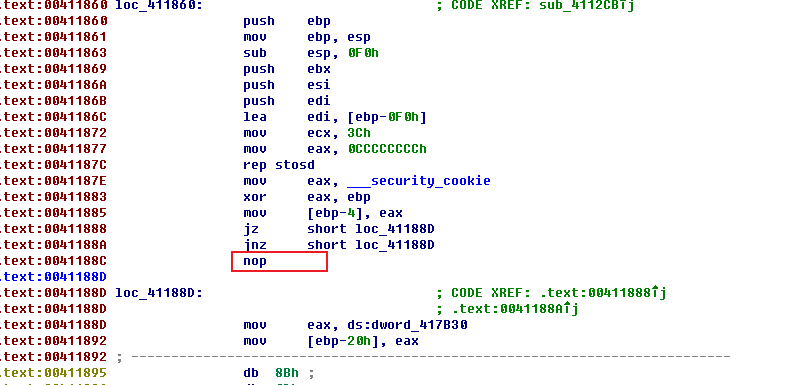 .text:00411860 loc_411860: ; CODE XREF: sub_4112CB↑j
.text:00411860 push ebp
.text:00411861 mov ebp, esp
.text:00411863 sub esp, 0F0h
.text:00411869 push ebx
.text:0041186A push esi
.text:0041186B push edi
.text:0041186C lea edi, [ebp-0F0h]
.text:00411872 mov ecx, 3Ch
.text:00411877 mov eax, 0CCCCCCCCh
.text:0041187C rep stosd
.text:0041187E mov eax, ___security_cookie
.text:00411883 xor eax, ebp
.text:00411885 mov [ebp-4], eax
.text:00411888 jz short loc_41188D
.text:0041188A jnz short loc_41188D
.text:0041188C nop
.text:0041188D
.text:0041188D loc_41188D: ; CODE XREF: .text:00411888↑j
.text:0041188D ; .text:0041188A↑j
.text:0041188D mov eax, ds:dword_417B30
.text:00411892 mov [ebp-20h], eax
.text:00411892 ; ---------------------------------------------------------------------------
.text:00411895 db 8Bh ;